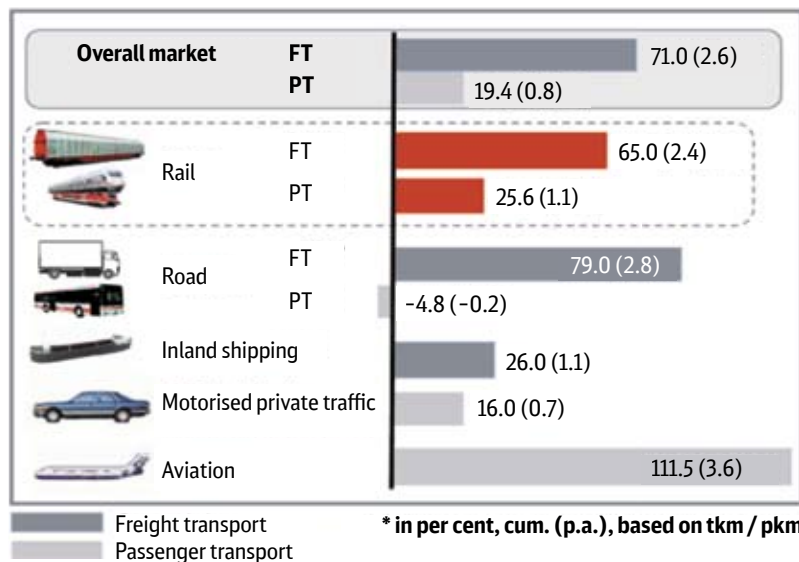 Overall market FT 71.0 (2.6)
PT 19.4 (0.8)
Rail FT 65.0 (2.4)
PT 25.6 (1.1)
Road FT 79.0 (2.8)
PT -4.8 (-0.2)
Inland shipping 26.0 (1.1)
Motorised private traffic 16.0 (0.7)
Aviation 111.5 (3.6)
Freight transport * in per cent, cum. (p.a.), based on tkm / pkm
Passenger transport